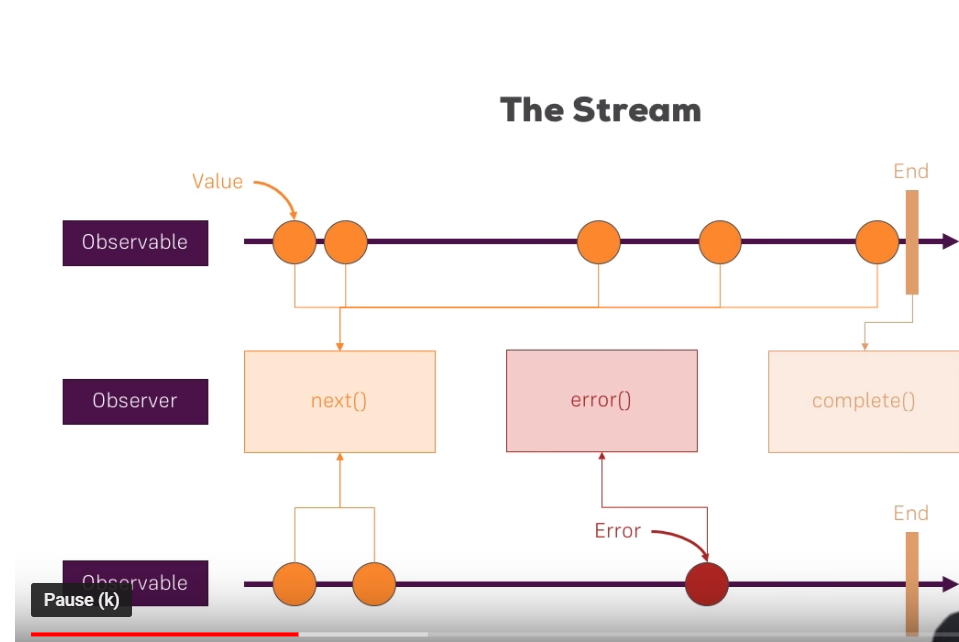 The Stream
Value
End
Observable
Observer
next()
error()
complete()
End
Error
Observable
Pause (k)